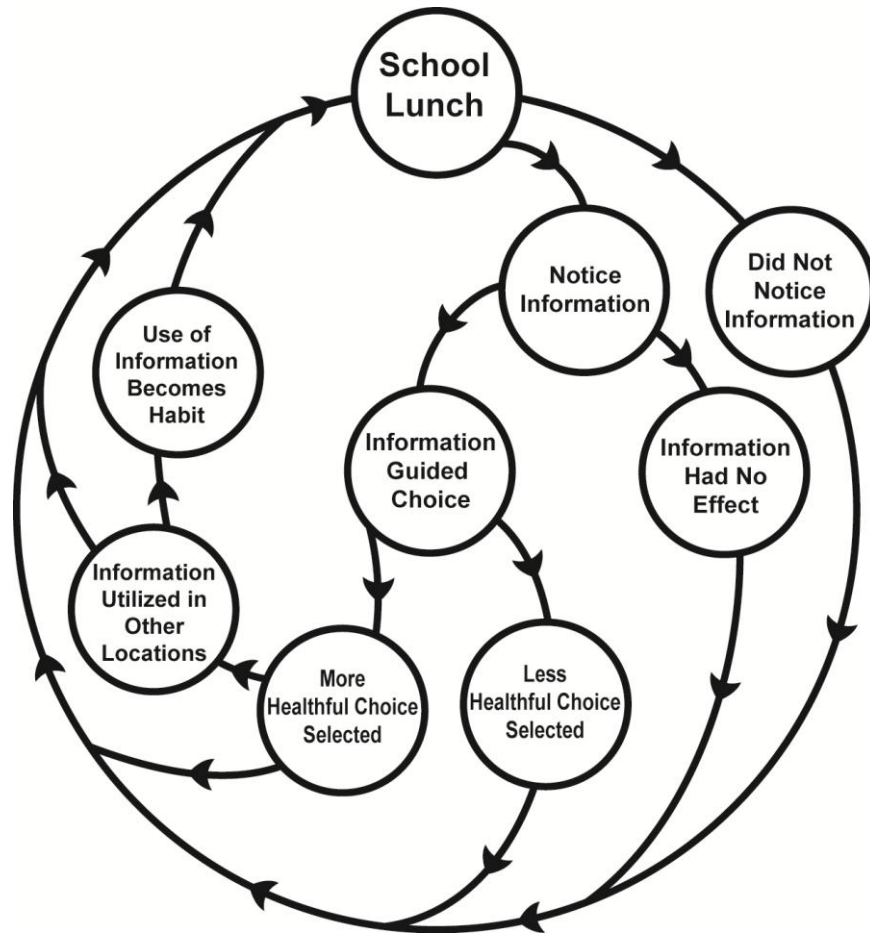 School
Lunch
Notice
Information
Did Not
Notice
Information
Use of
Information
Becomes
Habit
Information
Guided
Choice
Information
Had No
Effect
Information
Utilized in
Other
Locations
More
Healthful Choice
Selected
Less
Healthful Choice
Selected